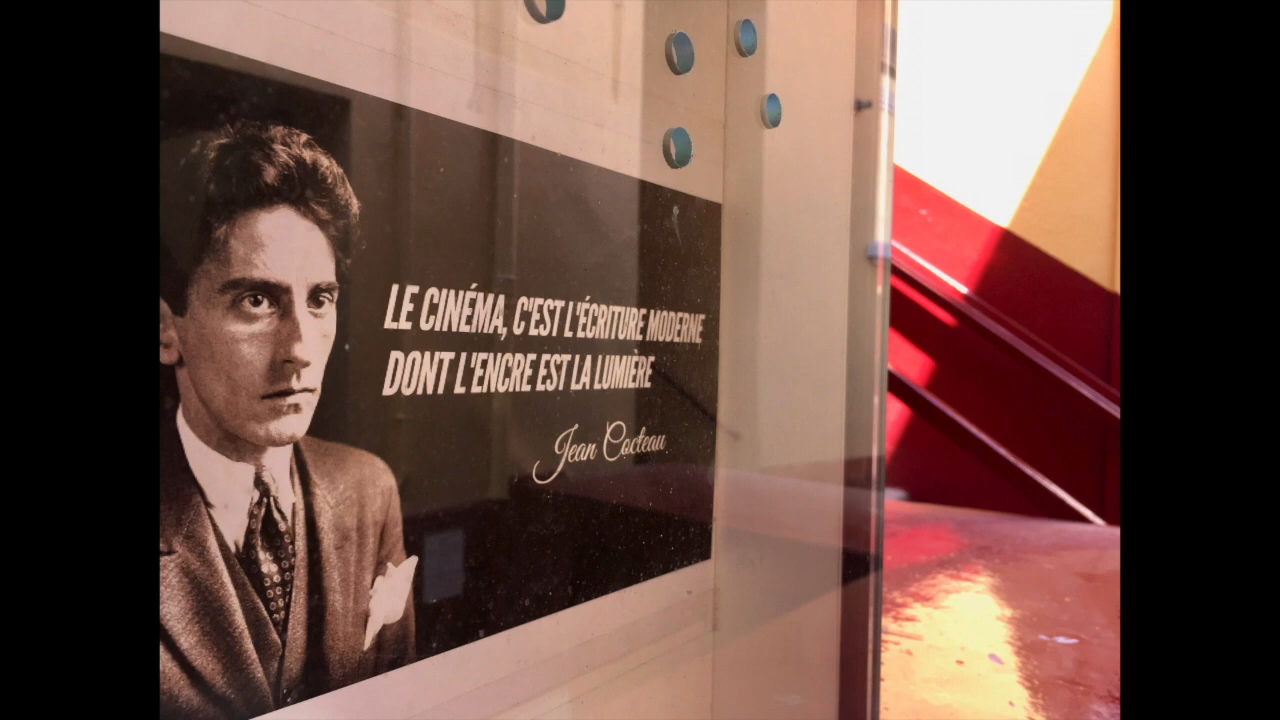 LE CINÉMA, C'EST L'ÉCRITURE MODERNE
DONT L'ENCRE EST LA LUMIÈRE
Jean Cocteau